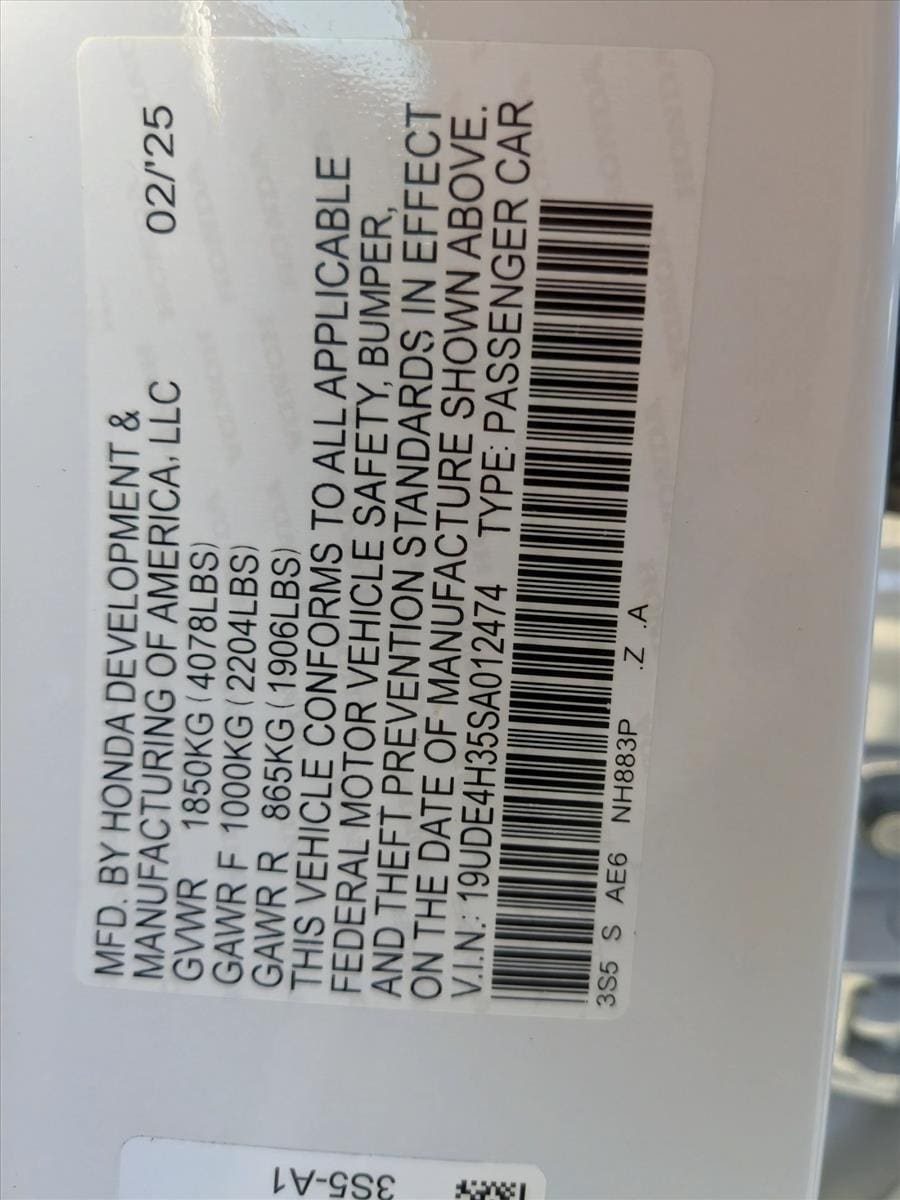 MFD. BY HONDA DEVELOPMENT &
MANUFACTURING OF AMERICA, LLC 02/'25
GVWR 1850KG (4078LBS)
GAWR F 1000KG (2204LBS)
GAWR R 865KG (1906LBS)
THIS VEHICLE CONFORMS TO ALL APPLICABLE
FEDERAL MOTOR VEHICLE SAFETY, BUMPER,
AND THEFT PREVENTION STANDARDS IN EFFECT
ON THE DATE OF MANUFACTURE SHOWN ABOVE.
V.I.N.: 19UDE4H35SA012474 TYPE: PASSENGER CAR
3S5 S AE6 NH883P .Z .A
3S5-A1